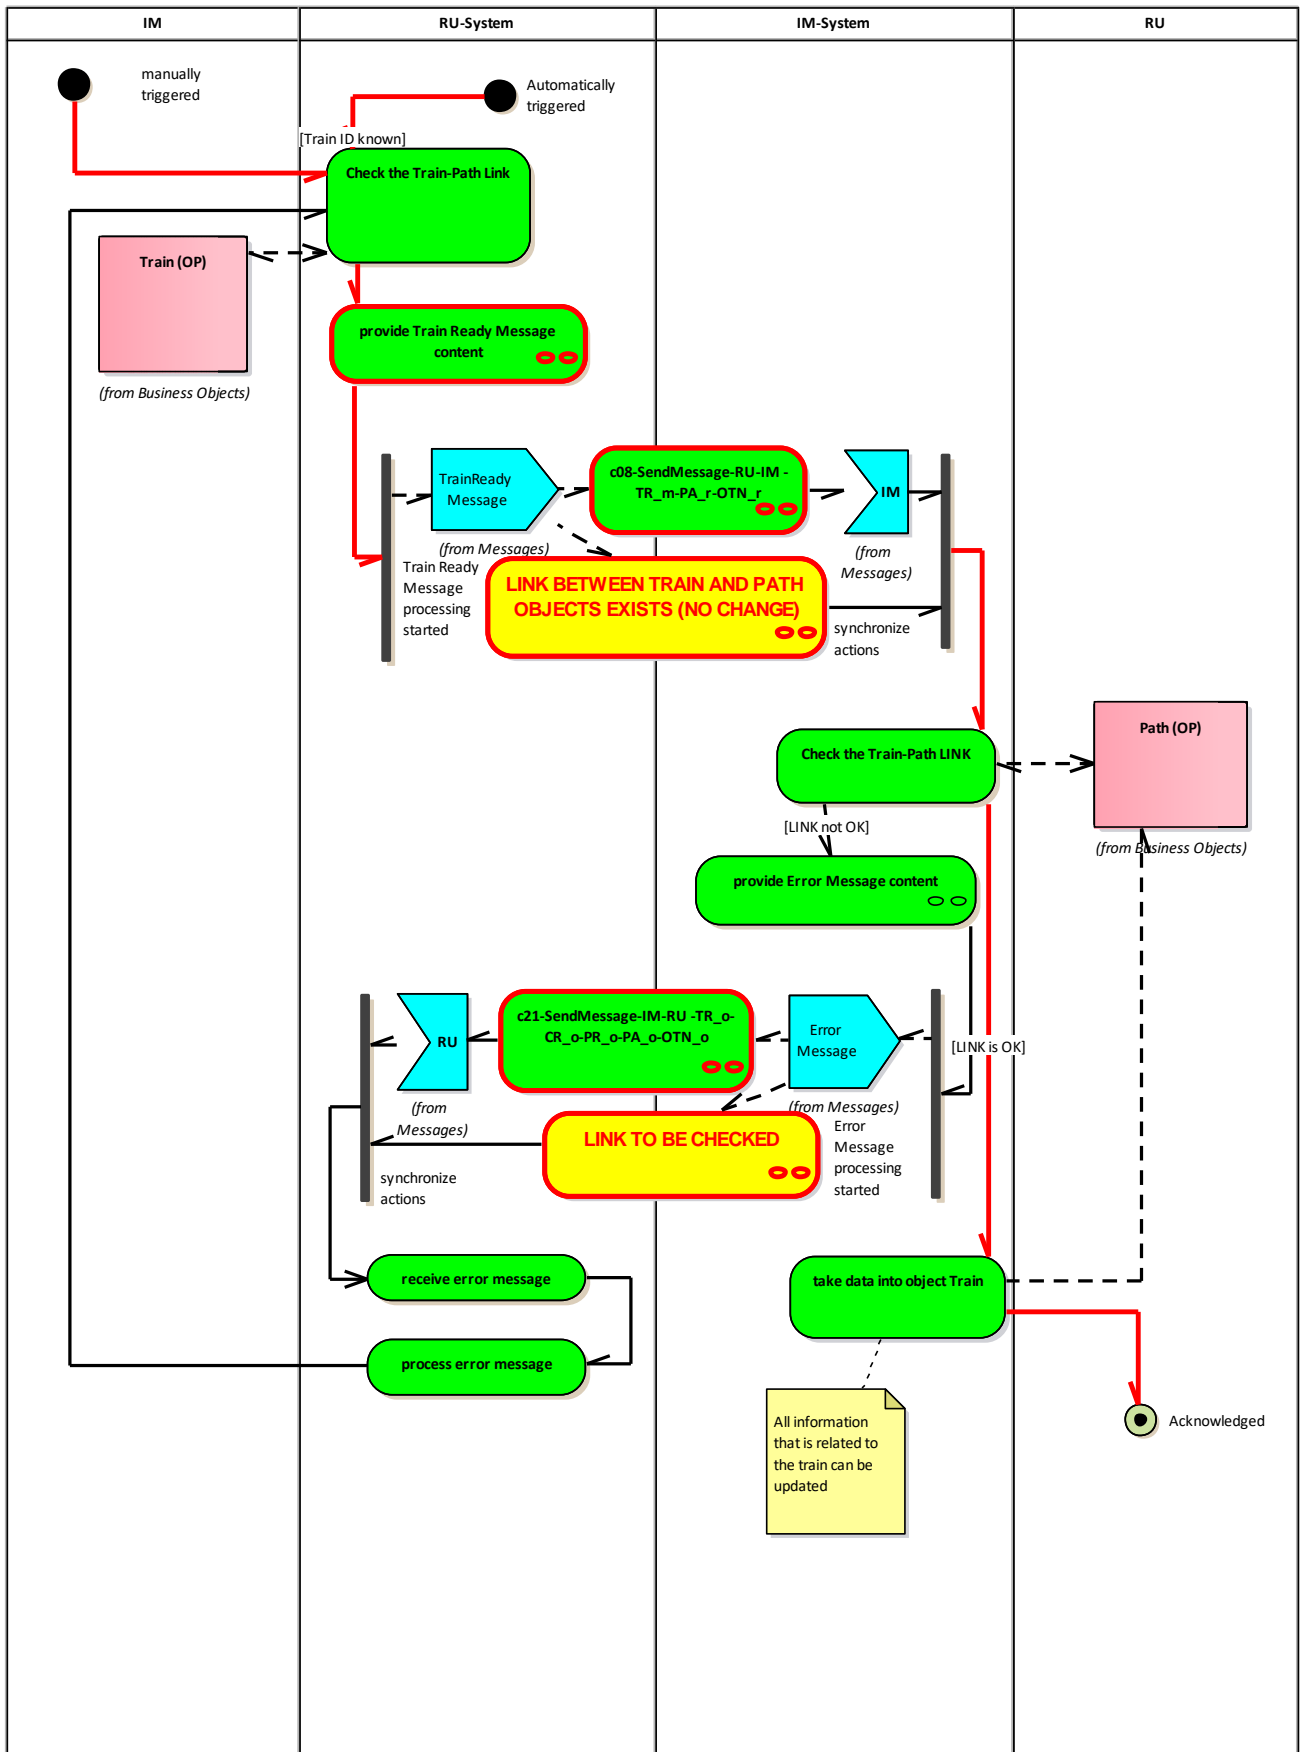 IM
RU-System
IM-System
RU
manually
triggered
Automatically
triggered
[Train ID known]
Check the Train-Path Link
Train (OP)
(from Business Objects)
provide Train Ready Message
content
TrainReady
Message
(from Messages)
c08-SendMessage-RU-IM -
TR_m-PA_r-OTN_r
IM
(from
Messages)
Train Ready
Message
processing
started
LINK BETWEEN TRAIN AND PATH
OBJECTS EXISTS (NO CHANGE)
synchronize
actions
Path (OP)
(from Business Objects)
Check the Train-Path LINK
[LINK not OK]
provide Error Message content
RU
(from
Messages)
c21-SendMessage-IM-RU -TR_o-
CR_o-PR_o-PA_o-OTN_o
Error
Message
(from Messages)
[LINK is OK]
LINK TO BE CHECKED
Error
Message
processing
started
synchronize
actions
receive error message
take data into object Train
process error message
All information
that is related to
the train can be
updated
Acknowledged